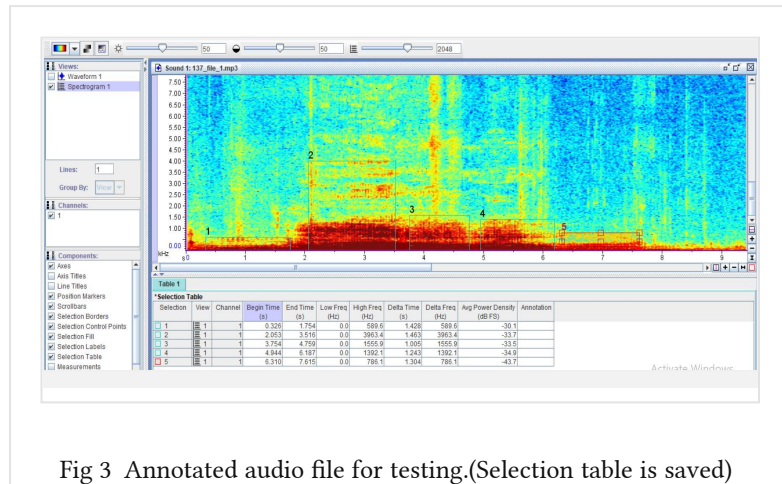 50 50 2048
Views:
Waveform 1
Spectrogram 1
Lines: 1
Group By: View
Channels:
1
Components:
Axes
Axis Titles
Line Titles
Position Markers
Scrollbars
Selection Borders
Selection Control Points
Selection Fill
Selection Labels
Selection Table
Measurements
Sound 1: 137_file_1.mp3
7.50
7.00
6.50
6.00
5.50
5.00
4.50
4.00
3.50
3.00
2.50
2.00
1.50
1.00
0.00
kHz
2
3
4
1
5
s 0 1 2 3 4 5 6 7 8 9
Table 1
*Selection Table
Selection View Channel Begin Time (s) End Time (s) Low Freq (Hz) High Freq (Hz) Delta Time (s) Delta Freq (Hz) Avg Power Density (dB FS) Annotation
1 1 1 0.326 1.754 0.0 589.6 1.428 589.6 -30.1
2 1 1 2.053 3.516 0.0 3963.4 1.463 3963.4 -33.7
3 1 1 3.754 4.759 0.0 1555.9 1.005 1555.9 -33.5
4 1 1 4.944 6.187 0.0 1392.1 1.243 1392.1 -34.9
5 1 1 6.310 7.615 0.0 786.1 1.304 786.1 -43.7
Activate Windows
Fig 3 Annotated audio file for testing.(Selection table is saved)